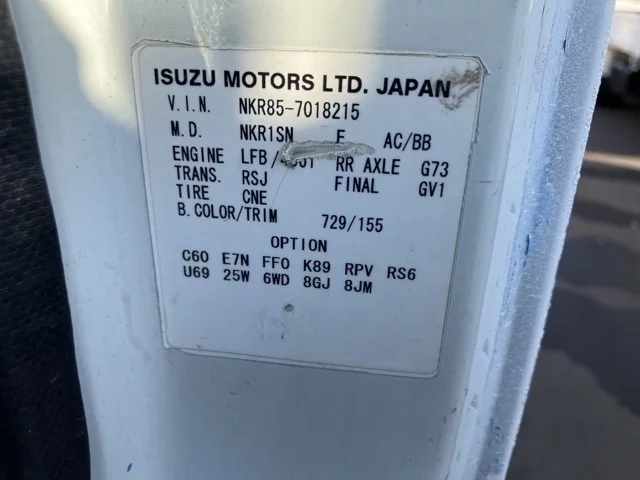 ISUZU MOTORS LTD. JAPAN
V.I.N. NKR85-7018215
M.D. NKR1SN E AC/BB
ENGINE LFB/ RR AXLE G73
TRANS. RSJ FINAL GV1
TIRE CNE
B.COLOR/TRIM 729/155
OPTION
C60 E7N FF0 K89 RPV RS6
U69 25W 6WD 8GJ 8JM